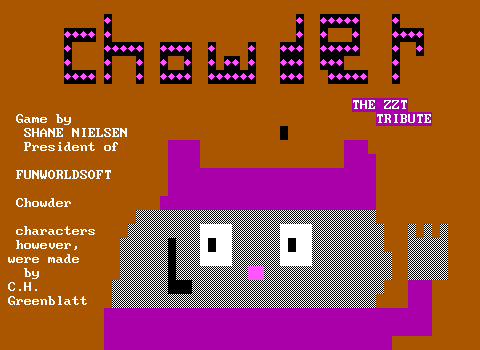 chowder
THE ZZT
TRIBUTE
Game by
SHANE NIELSEN
President of
FUNWORLDSOFT
Chowder
characters
however,
were made
by
C.H.
Greenblatt